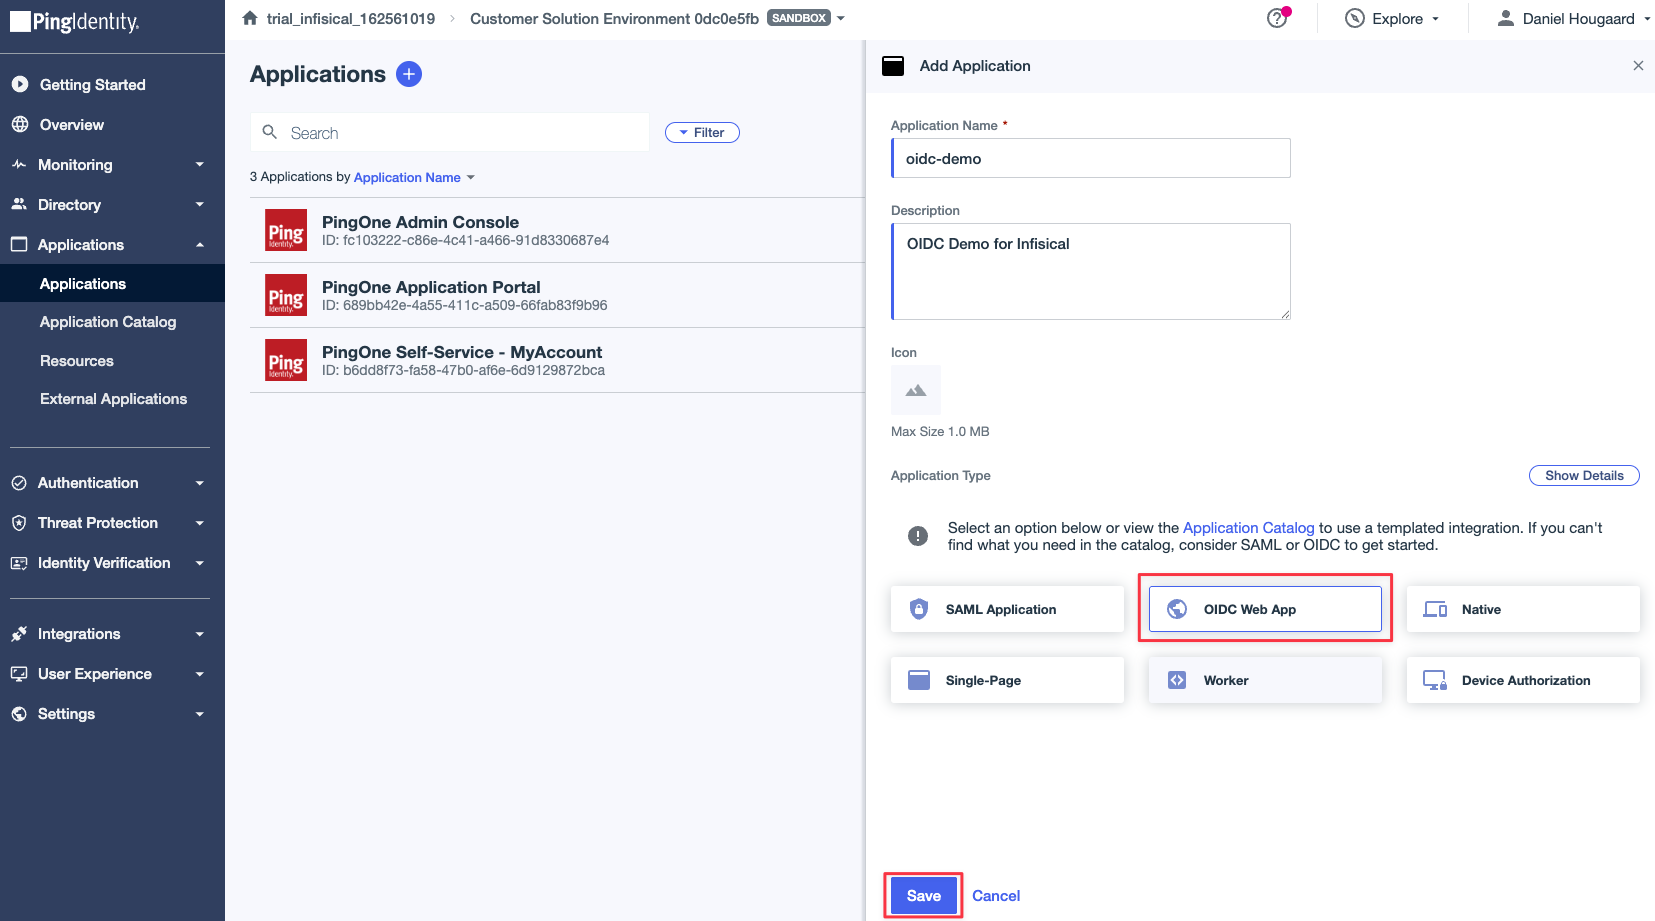 PingIdentity.
trial_infisical_162561019 > Customer Solution Environment 0dc0e5fb SANDBOX
? Explore
Daniel Hougaard
Getting Started
Overview
Monitoring
Directory
Applications
Applications
Application Catalog
Resources
External Applications
Authentication
Threat Protection
Identity Verification
Integrations
User Experience
Settings
Applications +
Search
Filter
3 Applications by Application Name
Ping Identity.
PingOne Admin Console
ID: fc103222-c86e-4c41-a466-91d8330687e4
Ping Identity.
PingOne Application Portal
ID: 689bb42e-4a55-411c-a509-66fab83f9b96
Ping Identity.
PingOne Self-Service - MyAccount
ID: b6dd8f73-fa58-47b0-af6e-6d9129872bca
Add Application
Application Name *
oidc-demo
Description
OIDC Demo for Infisical
Icon
Max Size 1.0 MB
Application Type
Show Details
Select an option below or view the Application Catalog to use a templated integration. If you can't
find what you need in the catalog, consider SAML or OIDC to get started.
SAML Application
OIDC Web App
Native
Single-Page
Worker
Device Authorization
Save
Cancel